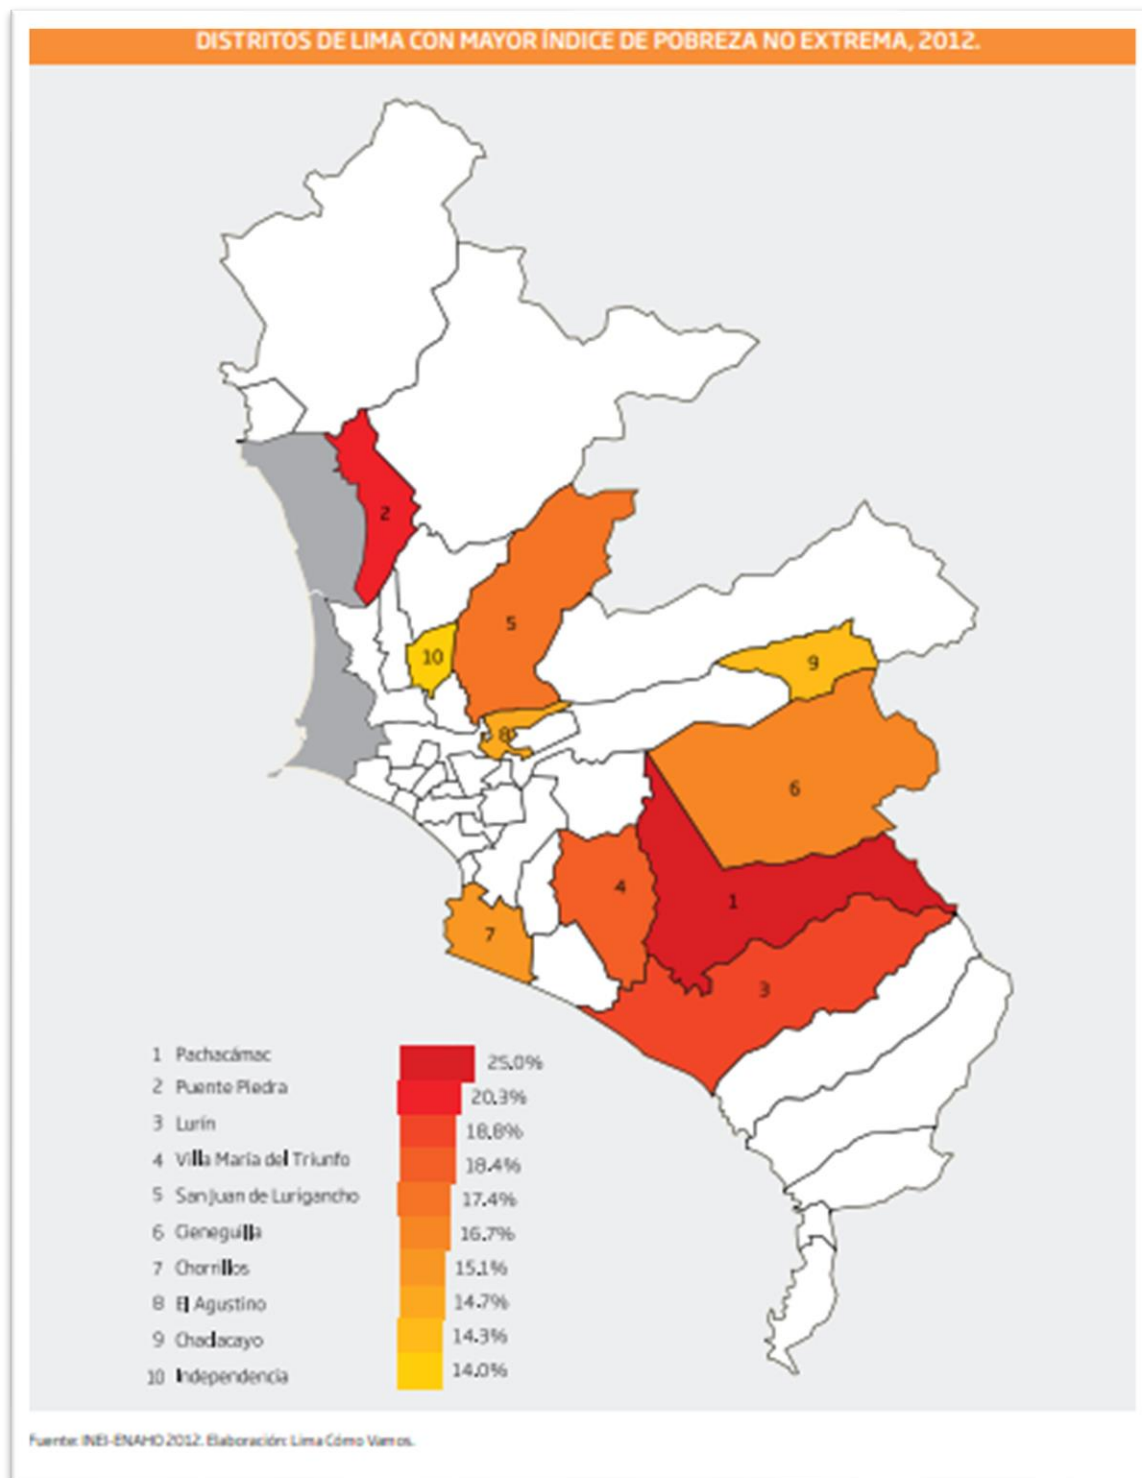 DISTRITOS DE LIMA CON MAYOR ÍNDICE DE POBREZA NO EXTREMA, 2012.
2
5
10
9
8
6
4
1
7
3
1 Pachacámac 25.0%
2 Puente Piedra 20.3%
3 Lurín 18.8%
4 Villa María del Triunfo 18.4%
5 San Juan de Lurigancho 17.4%
6 Cieneguilla 16.7%
7 Chorrillos 15.1%
8 El Agustino 14.7%
9 Chaclacayo 14.3%
10 Independencia 14.0%
Fuente: INEI-ENAHO 2012. Elaboración: Lima Cómo Vamos.